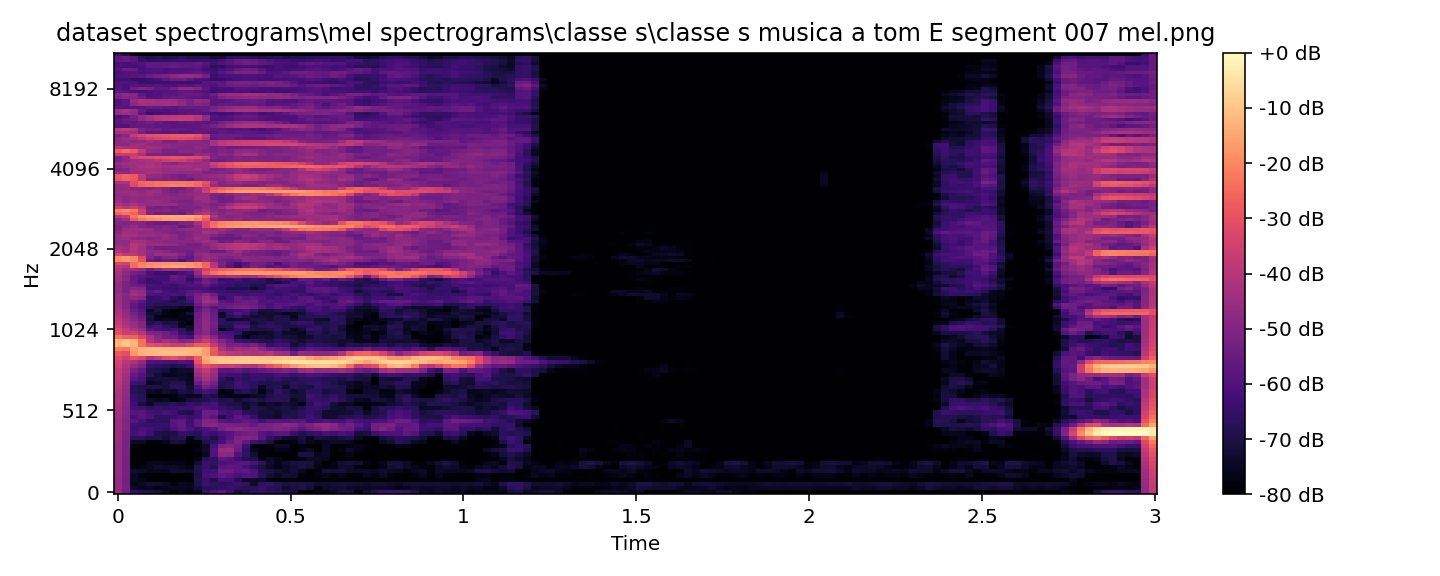 dataset spectrograms\mel spectrograms\classe s\classe s musica a tom E segment 007 mel.png
8192
4096
2048
1024
512
0
Hz
0
0.5
1
1.5
2
2.5
3
Time
+0 dB
-10 dB
-20 dB
-30 dB
-40 dB
-50 dB
-60 dB
-70 dB
-80 dB